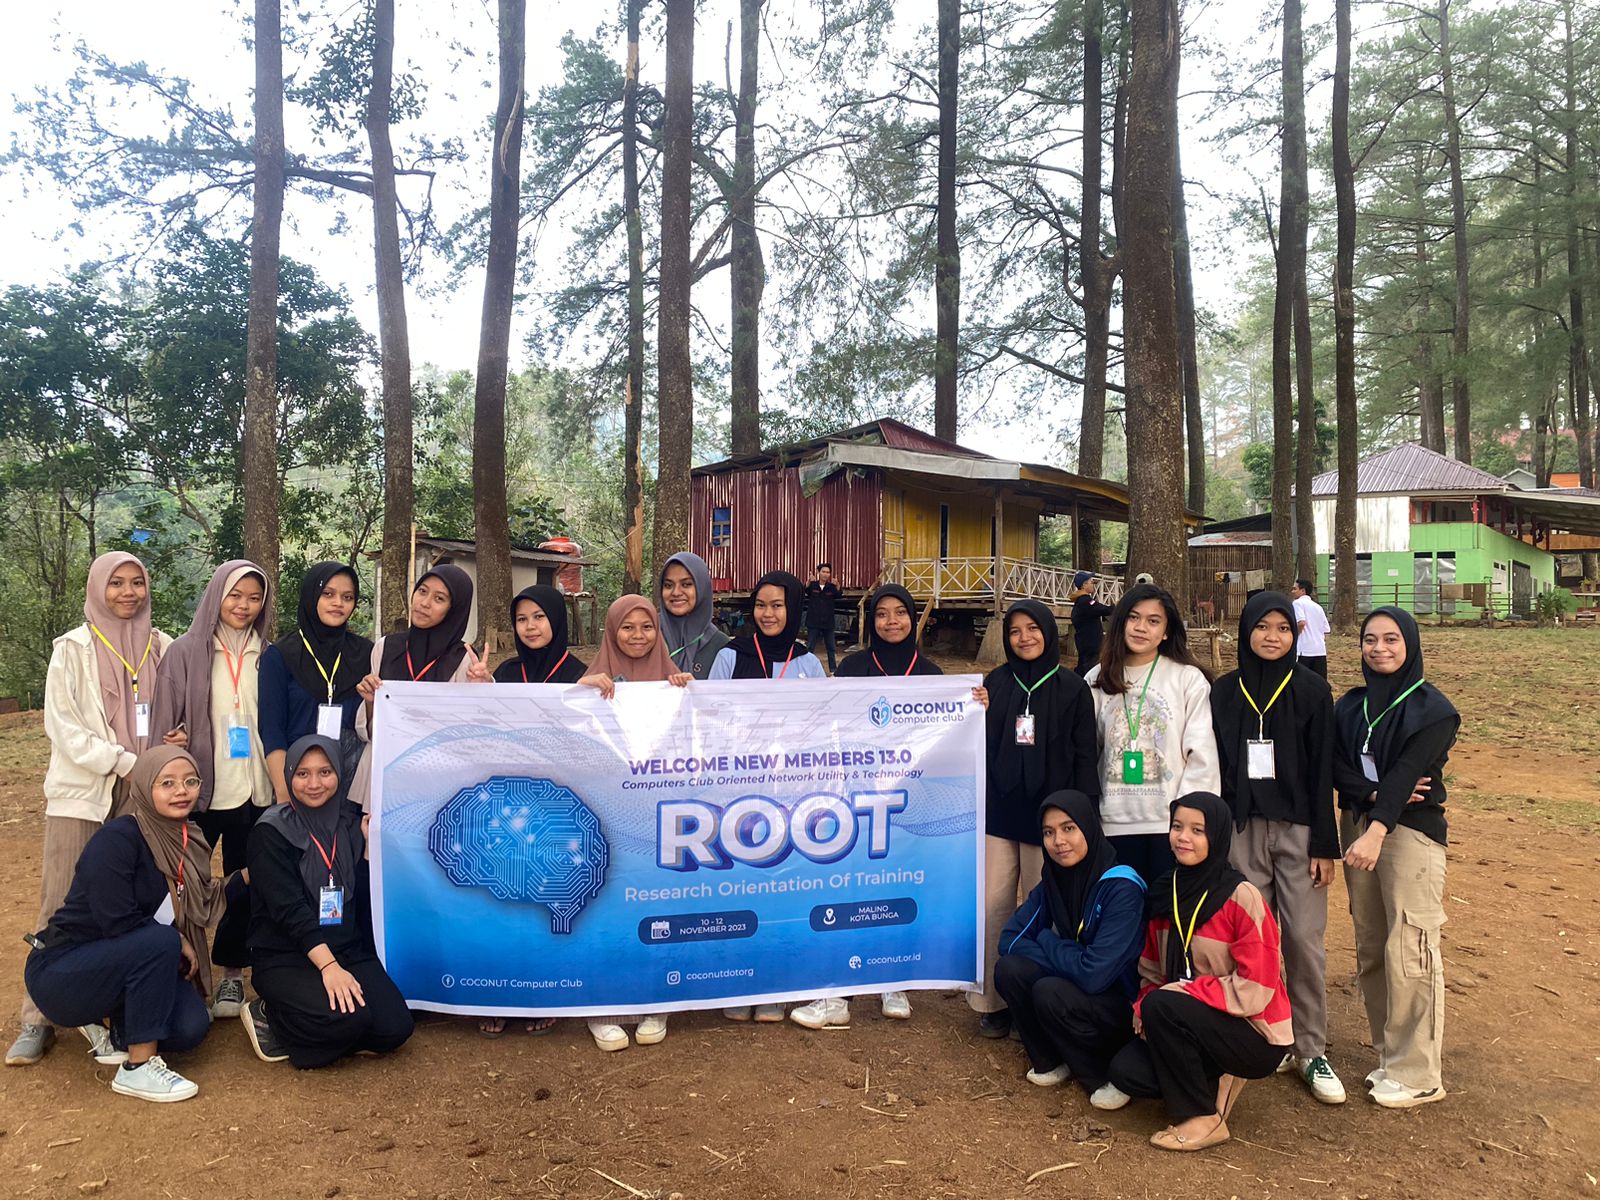 COCONUT
computer club
WELCOME NEW MEMBERS 13.0
Computers Club Oriented Network Utility & Technology
ROOT
Research Orientation Of Training
10 - 12
NOVEMBER 2023
MALINO
KOTA BUNGA
COCONUT Computer Club
coconutdotorg
coconut.or.id